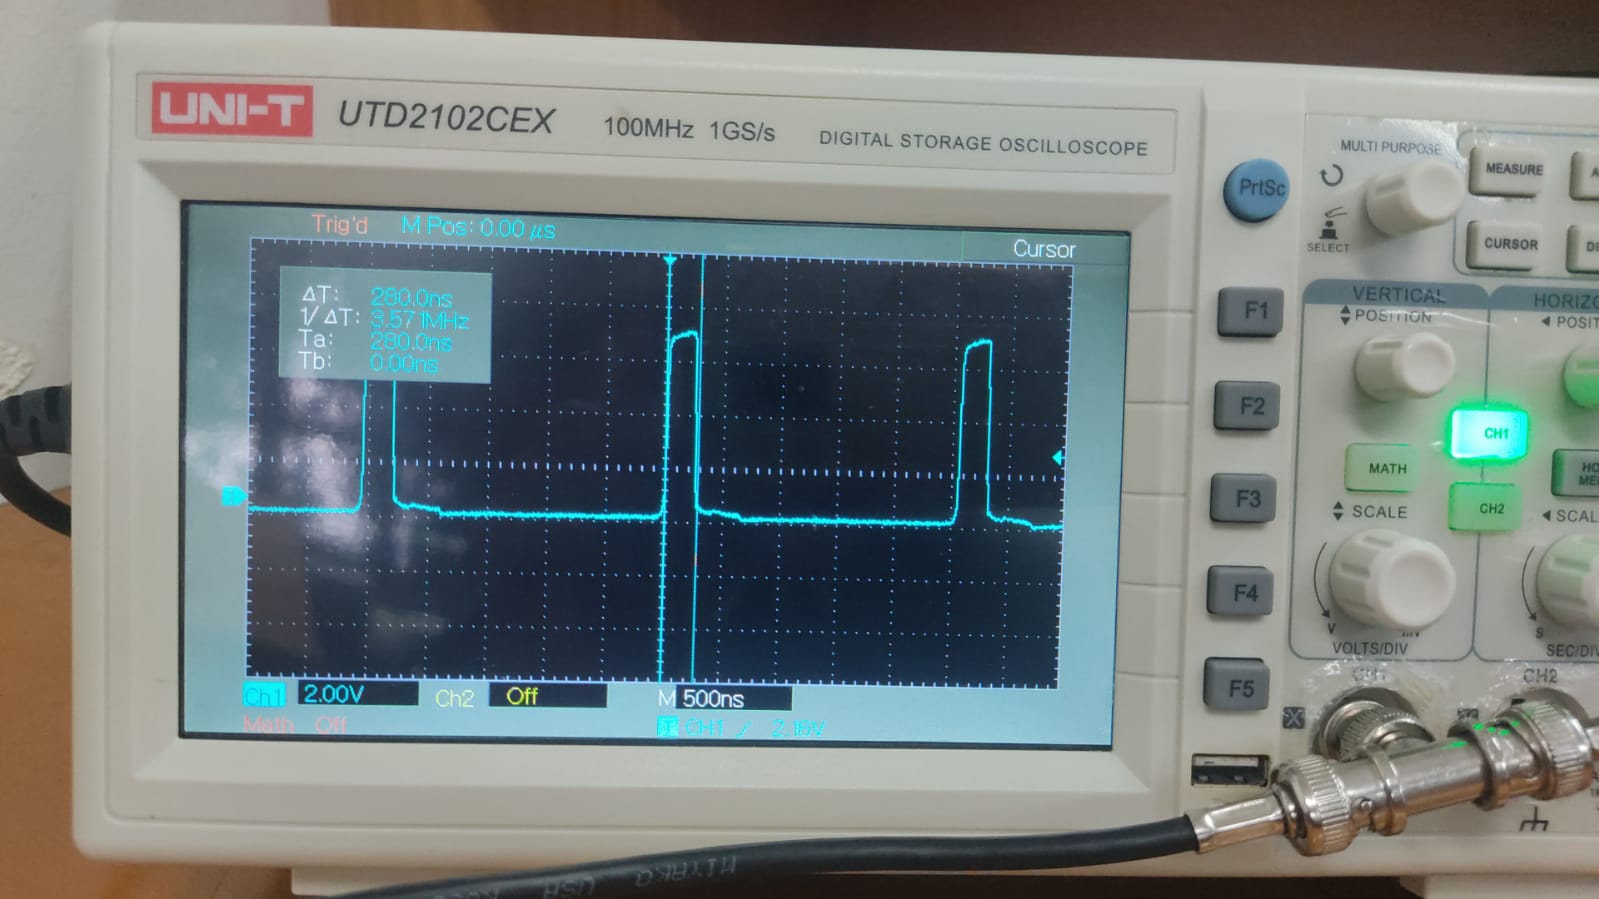 UNI-T UTD2102CEX 100MHz 1GS/s DIGITAL STORAGE OSCILLOSCOPE
Trig'd M Pos: 0.00 μs
Cursor
ΔT: 280.0ns
1/ΔT: 3.571MHz
Ta: 280.0ns
Tb: 0.00ns
Ch1 2.00V Ch2 Off M 500ns
Math Off CH1 / 2.18V
PrtSc
F1
F2
F3
F4
F5
MULTI PURPOSE
SELECT
MEASURE
CURSOR
VERTICAL
POSITION
CH1
MATH
CH2
SCALE
V
VOLTS/DIV
CH1
S
CH2